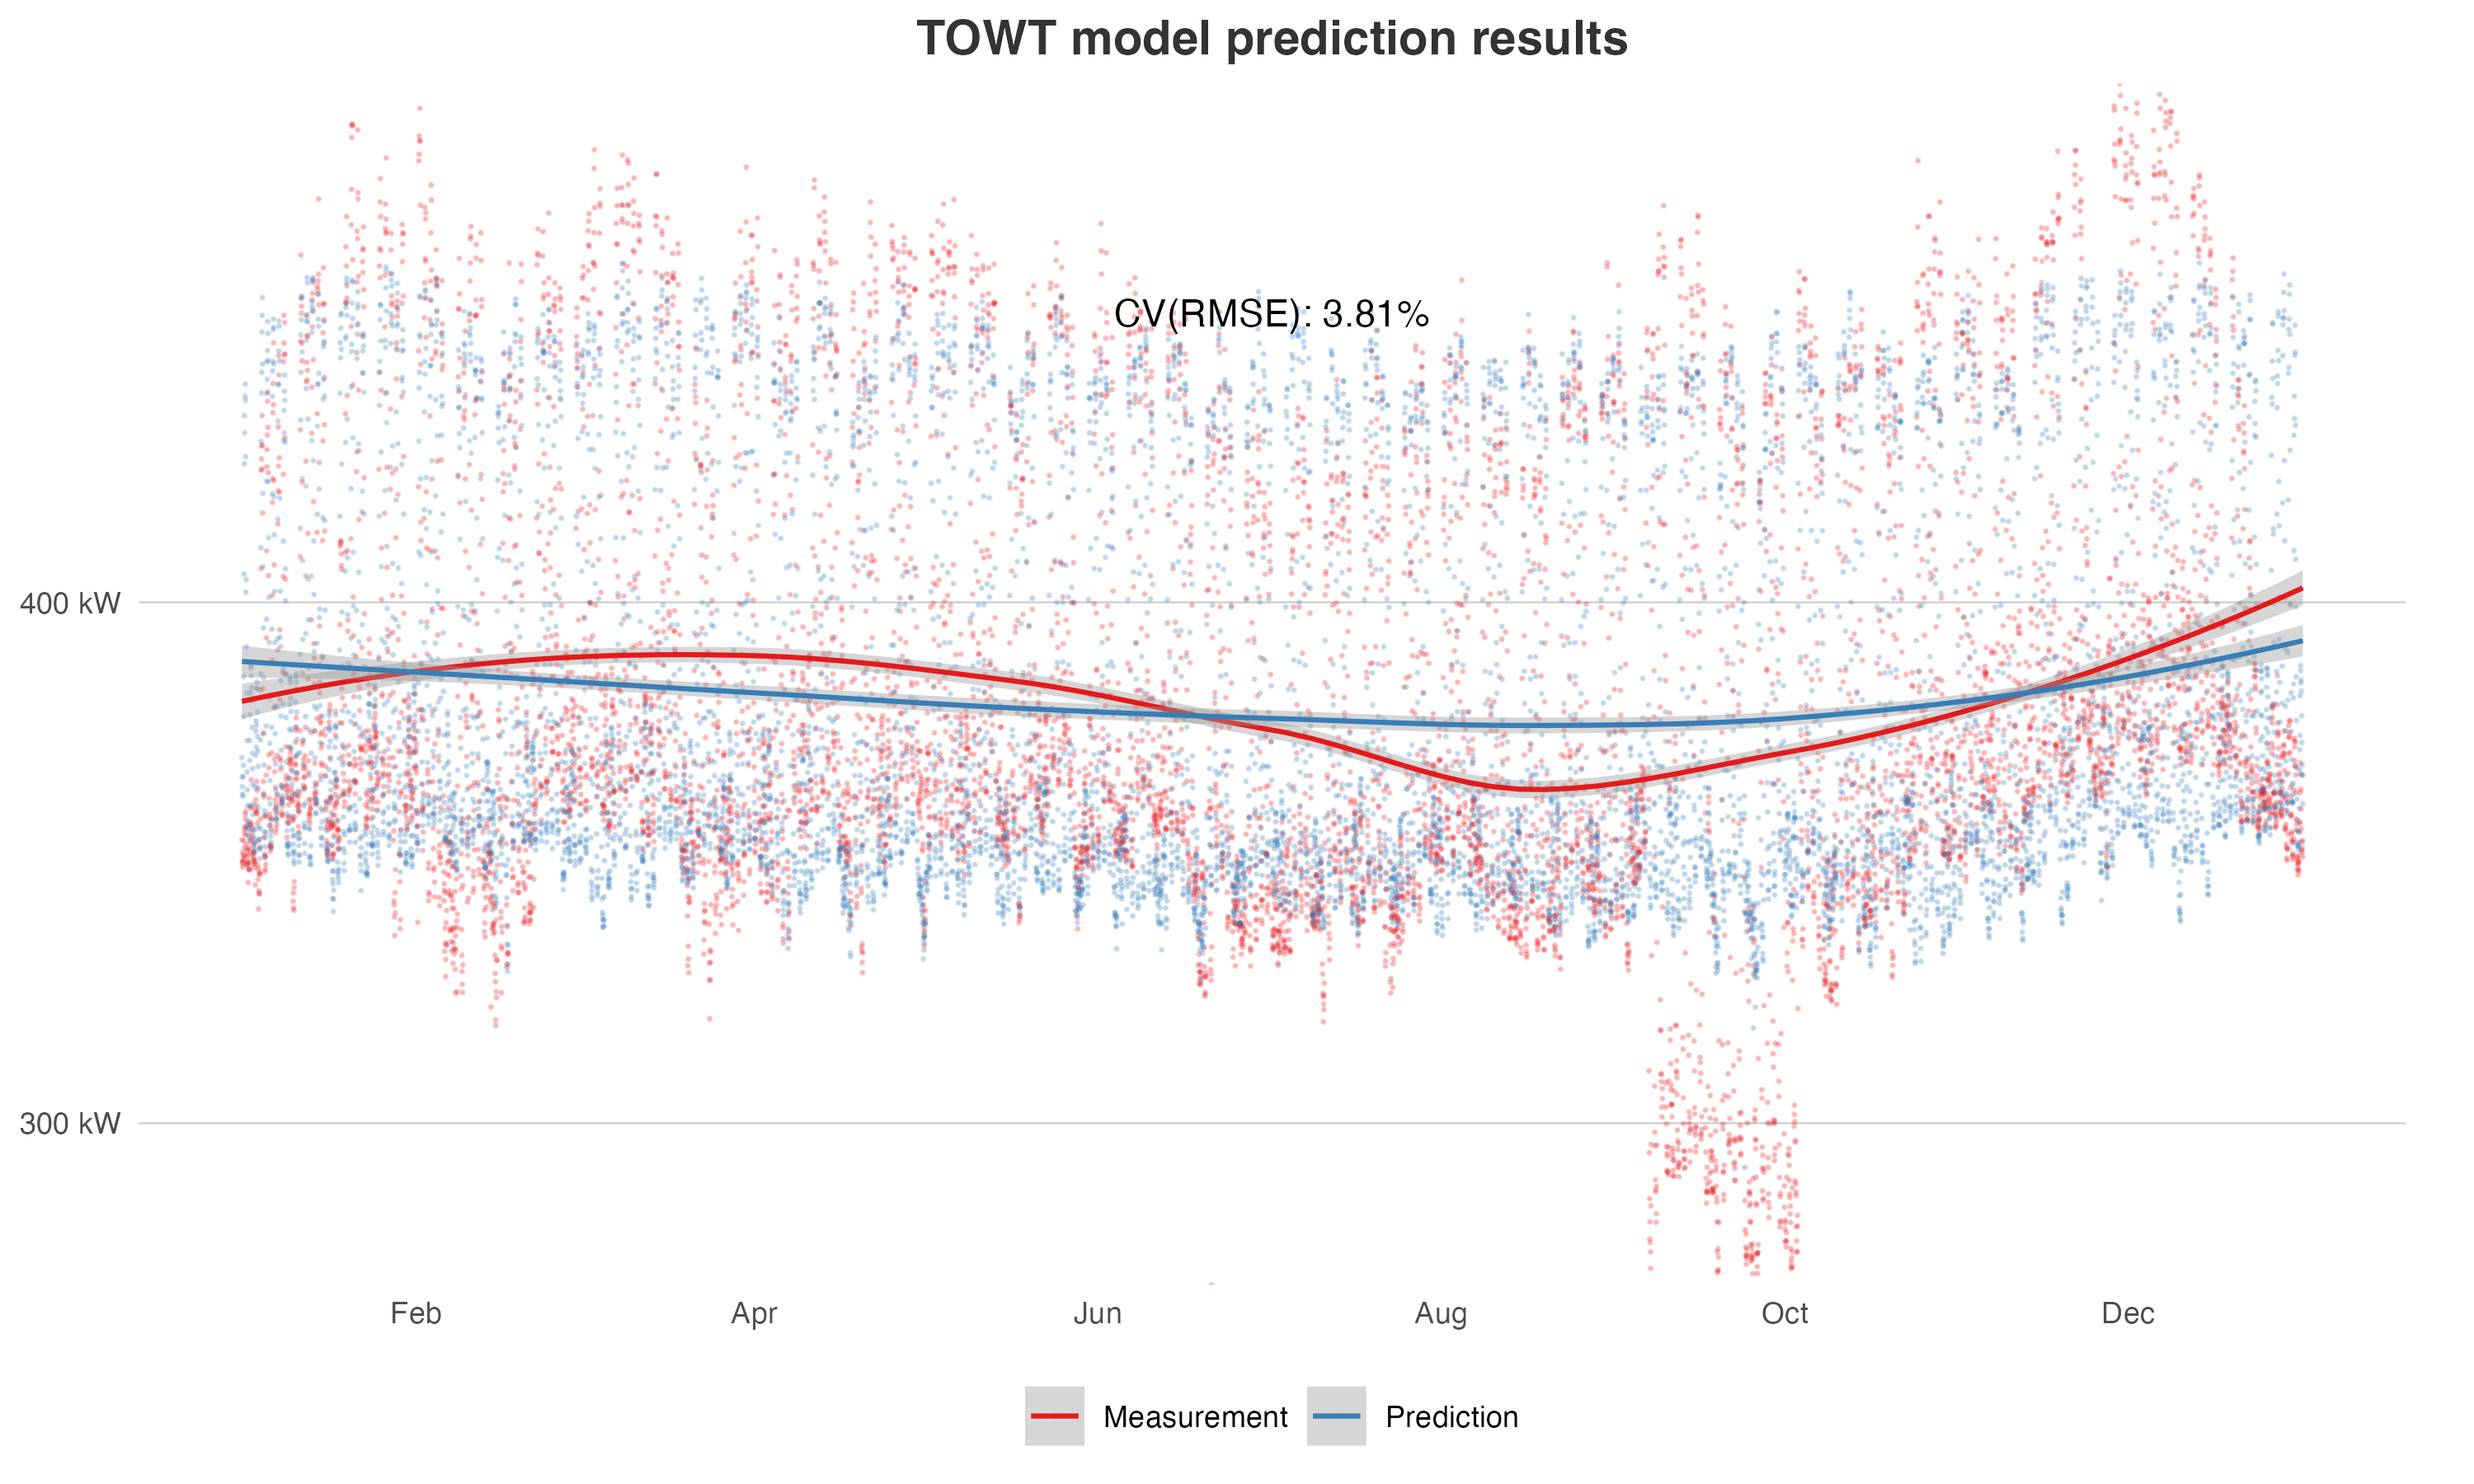 TOWT model prediction results
CV(RMSE): 3.81%
400 kW
300 kW
Feb Apr Jun Aug Oct Dec
Measurement Prediction